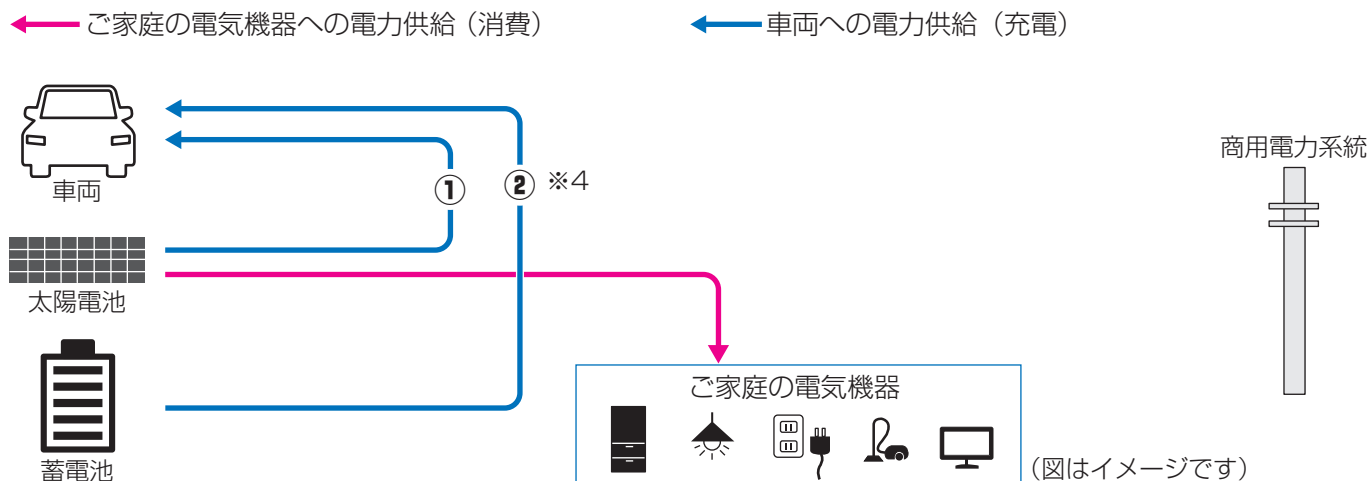 ご家庭の電気機器への電力供給（消費）
車両への電力供給（充電）
車両
① ② ※4
商用電力系統
太陽電池
ご家庭の電気機器
蓄電池
（図はイメージです）